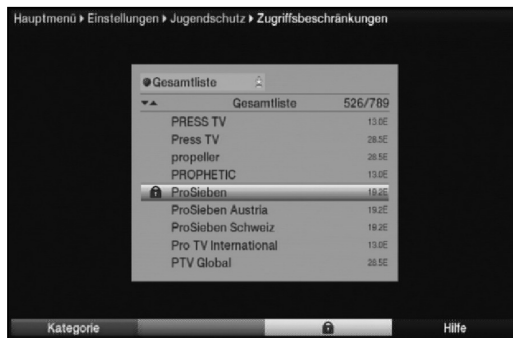 Hauptmenü ▸ Einstellungen ▸ Jugendschutz ▸ Zugriffsbeschränkungen
Gesamtliste
Gesamtliste 526/789
PRESS TV 13.0E
Press TV 28.5E
propeller 28.5E
PROPHETIC 13.0E
ProSieben 19.2E
ProSieben Austria 19.2E
ProSieben Schweiz 19.2E
Pro TV International 13.0E
PTV Global 28.5E
Kategorie Hilfe